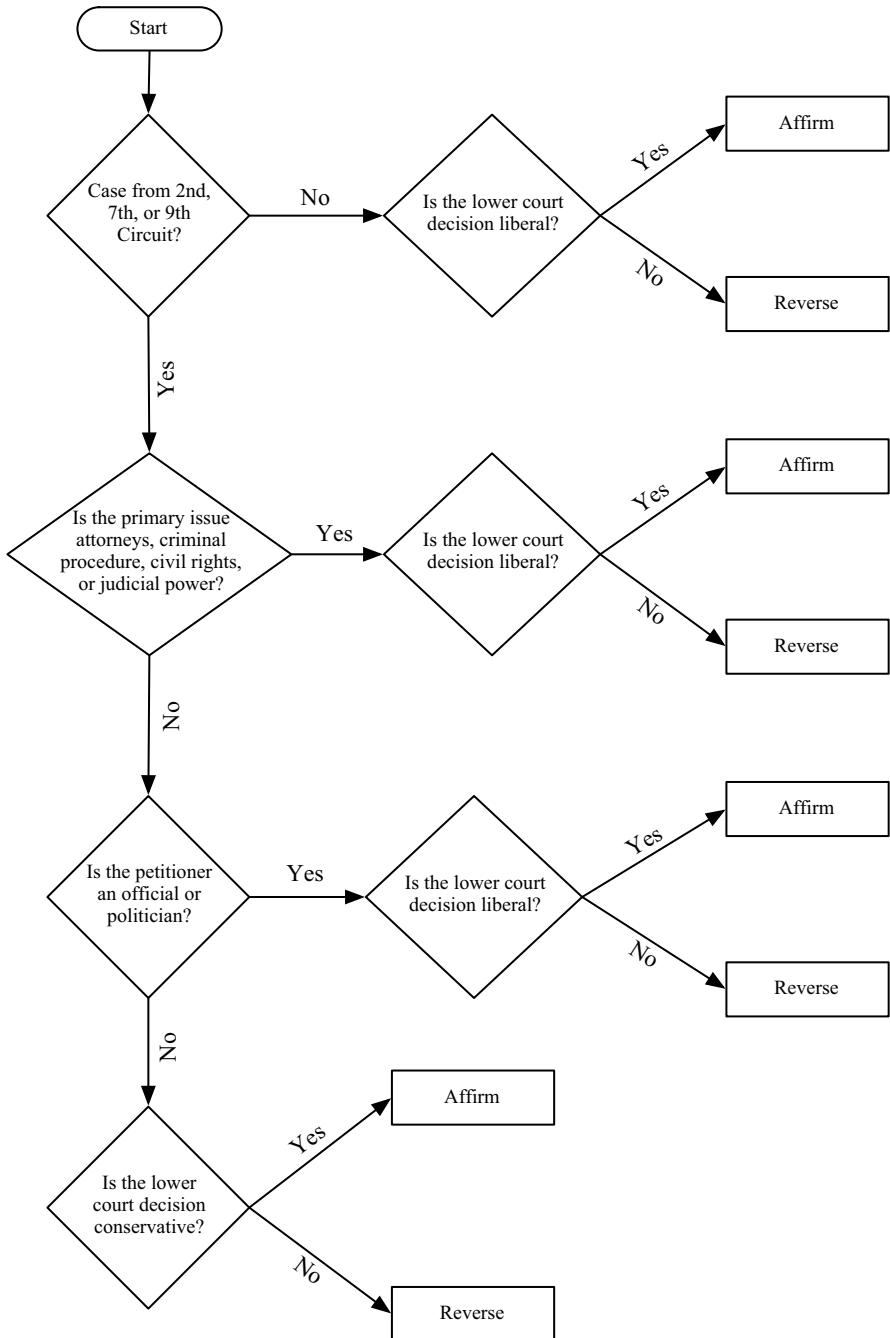 Start
Case from 2nd,
7th, or 9th
Circuit?
No
Is the lower court
decision liberal?
Yes
Affirm
No
Reverse
Yes
Is the primary issue
attorneys, criminal
procedure, civil rights,
or judicial power?
Yes
Is the lower court
decision liberal?
Yes
Affirm
No
Reverse
No
Is the petitioner
an official or
politician?
Yes
Is the lower court
decision liberal?
Yes
Affirm
No
Reverse
No
Is the lower
court decision
conservative?
Yes
Affirm
No
Reverse